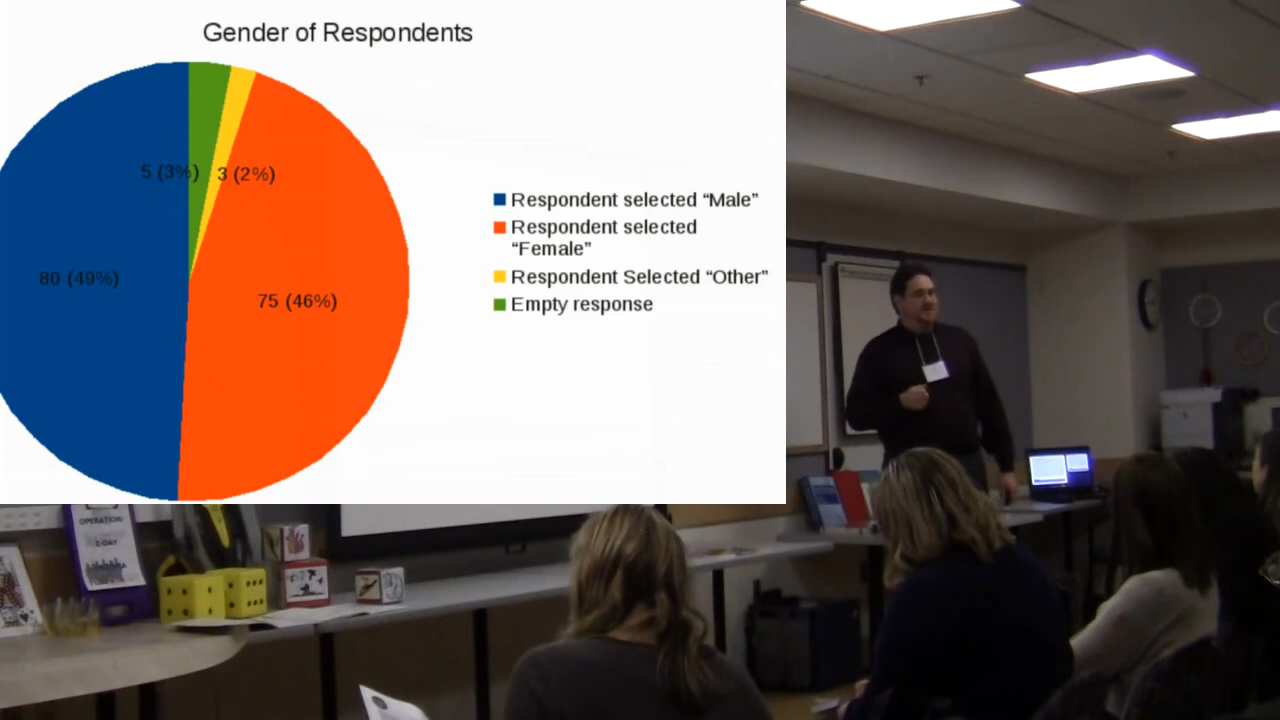 Gender of Respondents
5 (3%)
3 (2%)
80 (49%)
75 (46%)
Respondent selected “Male”
Respondent selected
“Female”
Respondent Selected “Other”
Empty response
OPERATION: